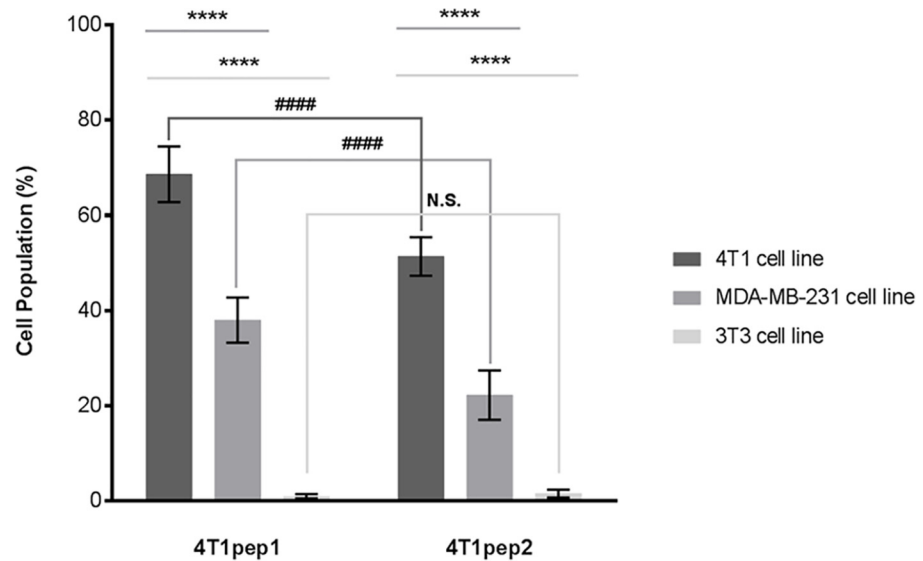 100
80
60
40
20
0
Cell Population (%)
**** ****
**** ****
####
####
N.S.
4T1 cell line
MDA-MB-231 cell line
3T3 cell line
4T1pep1 4T1pep2